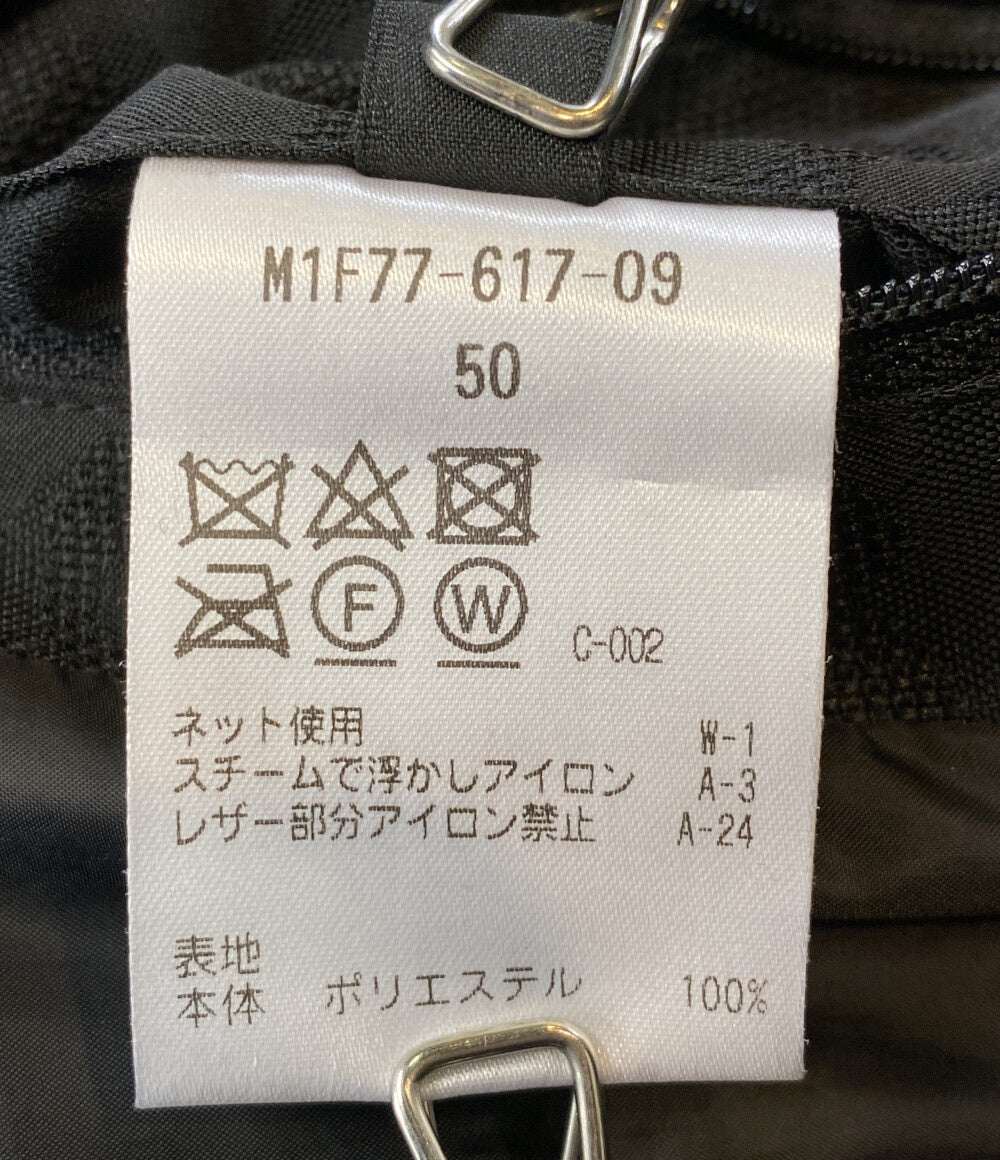 M1F77-617-09
50
F W C-002
ネット使用 W-1
スチームで浮かしアイロン A-3
レザー部分アイロン禁止 A-24
表地
本体 ポリエステル 100%